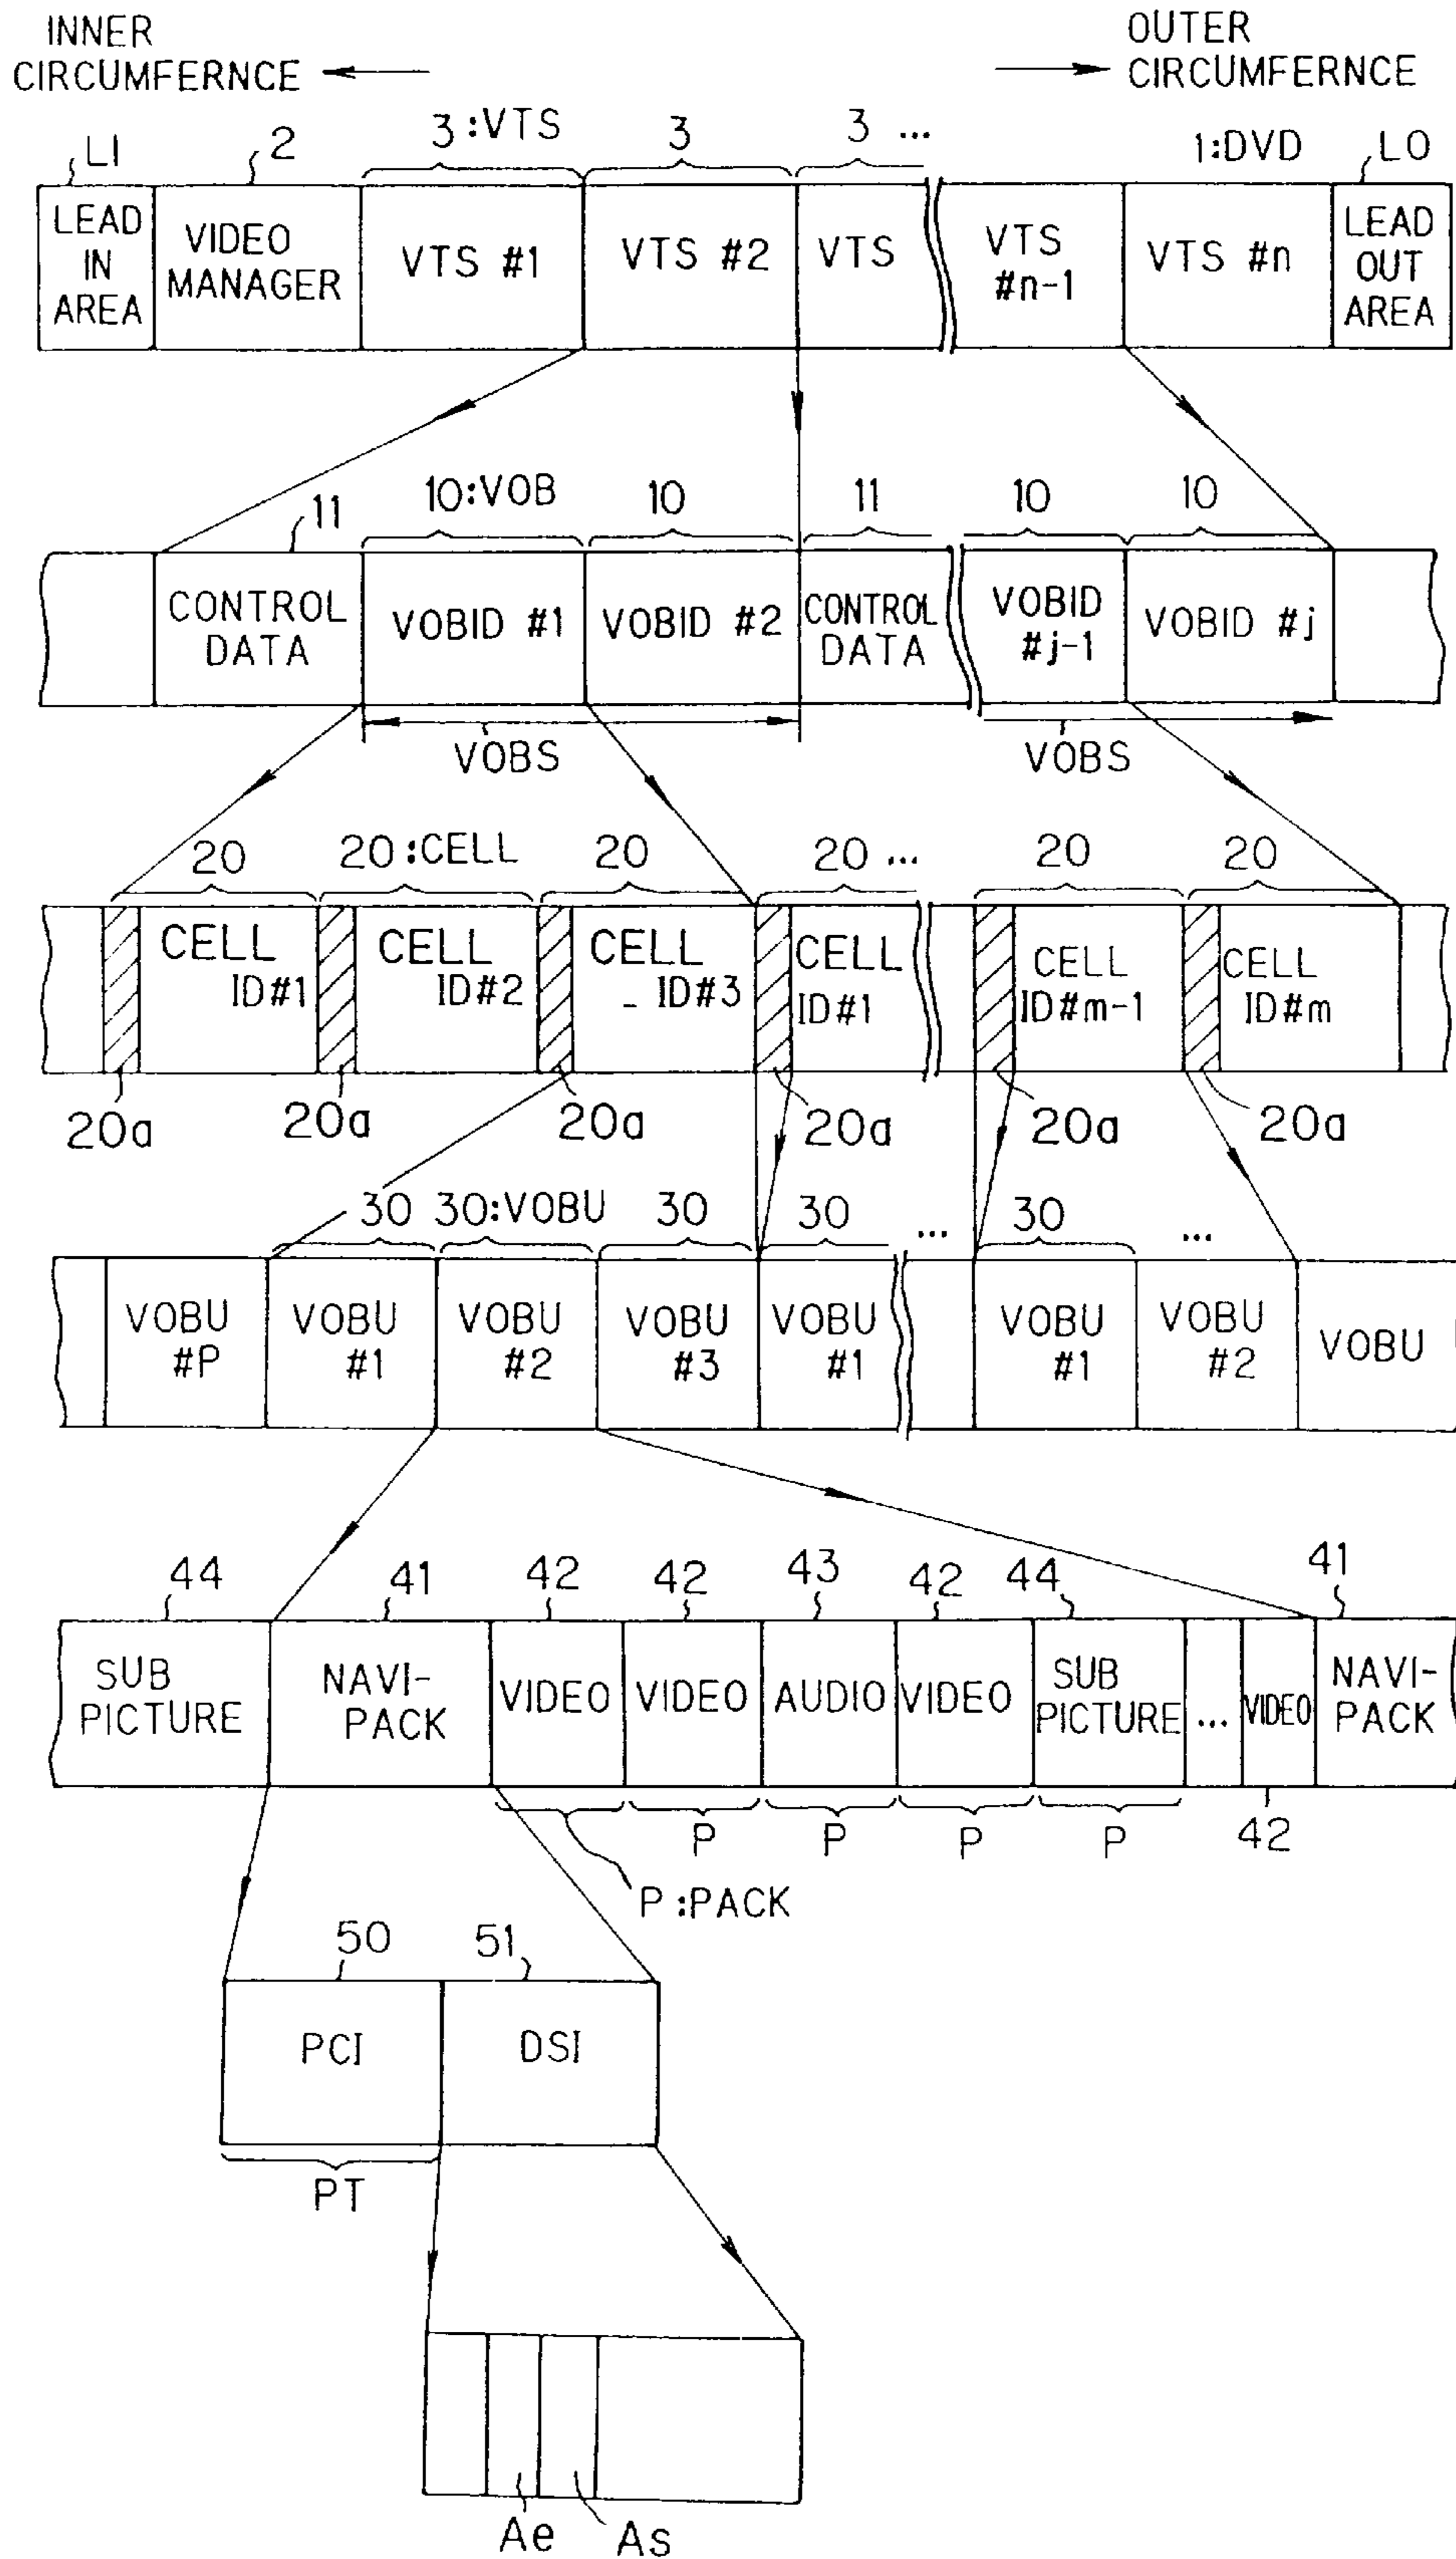 INNER
CIRCUMFERNCE
OUTER
CIRCUMFERNCE
LI
2
3:VTS
3
3 ...
1:DVD
LO
LEAD
IN
AREA
VIDEO
MANAGER
VTS #1
VTS #2
VTS
VTS
#n-1
VTS #n
LEAD
OUT
AREA
11
10:VOB
10
11
10
10
CONTROL
DATA
VOBID #1
VOBID #2
CONTROL
DATA
VOBID
#j-1
VOBID #j
VOBS
VOBS
20
20:CELL
20
20 ...
20
20
CELL
ID#1
CELL
ID#2
CELL
ID#3
CELL
ID#1
CELL
ID#m-1
CELL
ID#m
20a
20a
20a
20a
20a
20a
30
30:VOBU
30
30
...
30
...
VOBU
#P
VOBU
#1
VOBU
#2
VOBU
#3
VOBU
#1
VOBU
#1
VOBU
#2
VOBU
44
41
42
42
43
42
44
41
SUB
PICTURE
NAVI-
PACK
VIDEO
VIDEO
AUDIO
VIDEO
SUB
PICTURE
...
VIDEO
NAVI-
PACK
P
P
P
P
42
P:PACK
50
51
PCI
DSI
PT
Ae
As